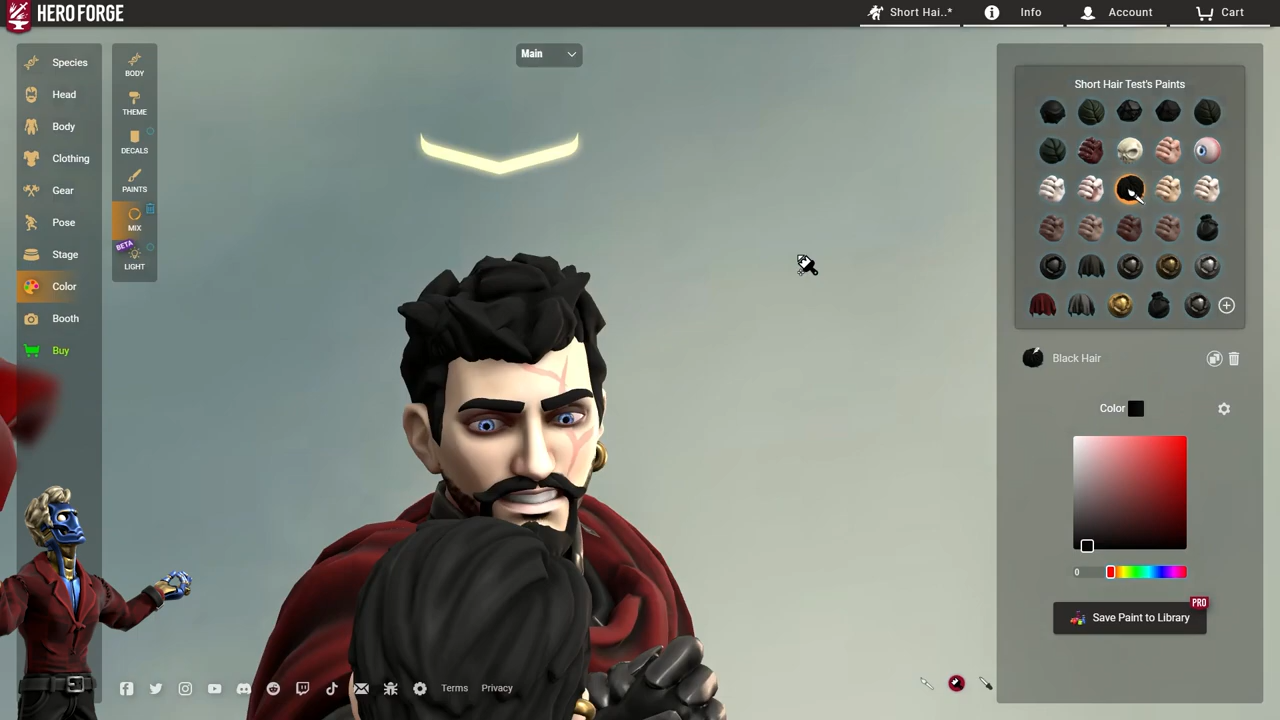 HERO FORGE
Short Hai..*
Info
Account
Cart
Species
Head
Body
Clothing
Gear
Pose
Stage
Color
Booth
Buy
BODY
THEME
DECALS
PAINTS
MIX
BETA
LIGHT
Main
Short Hair Test's Paints
Black Hair
Color
0
PRO
Save Paint to Library
Terms
Privacy